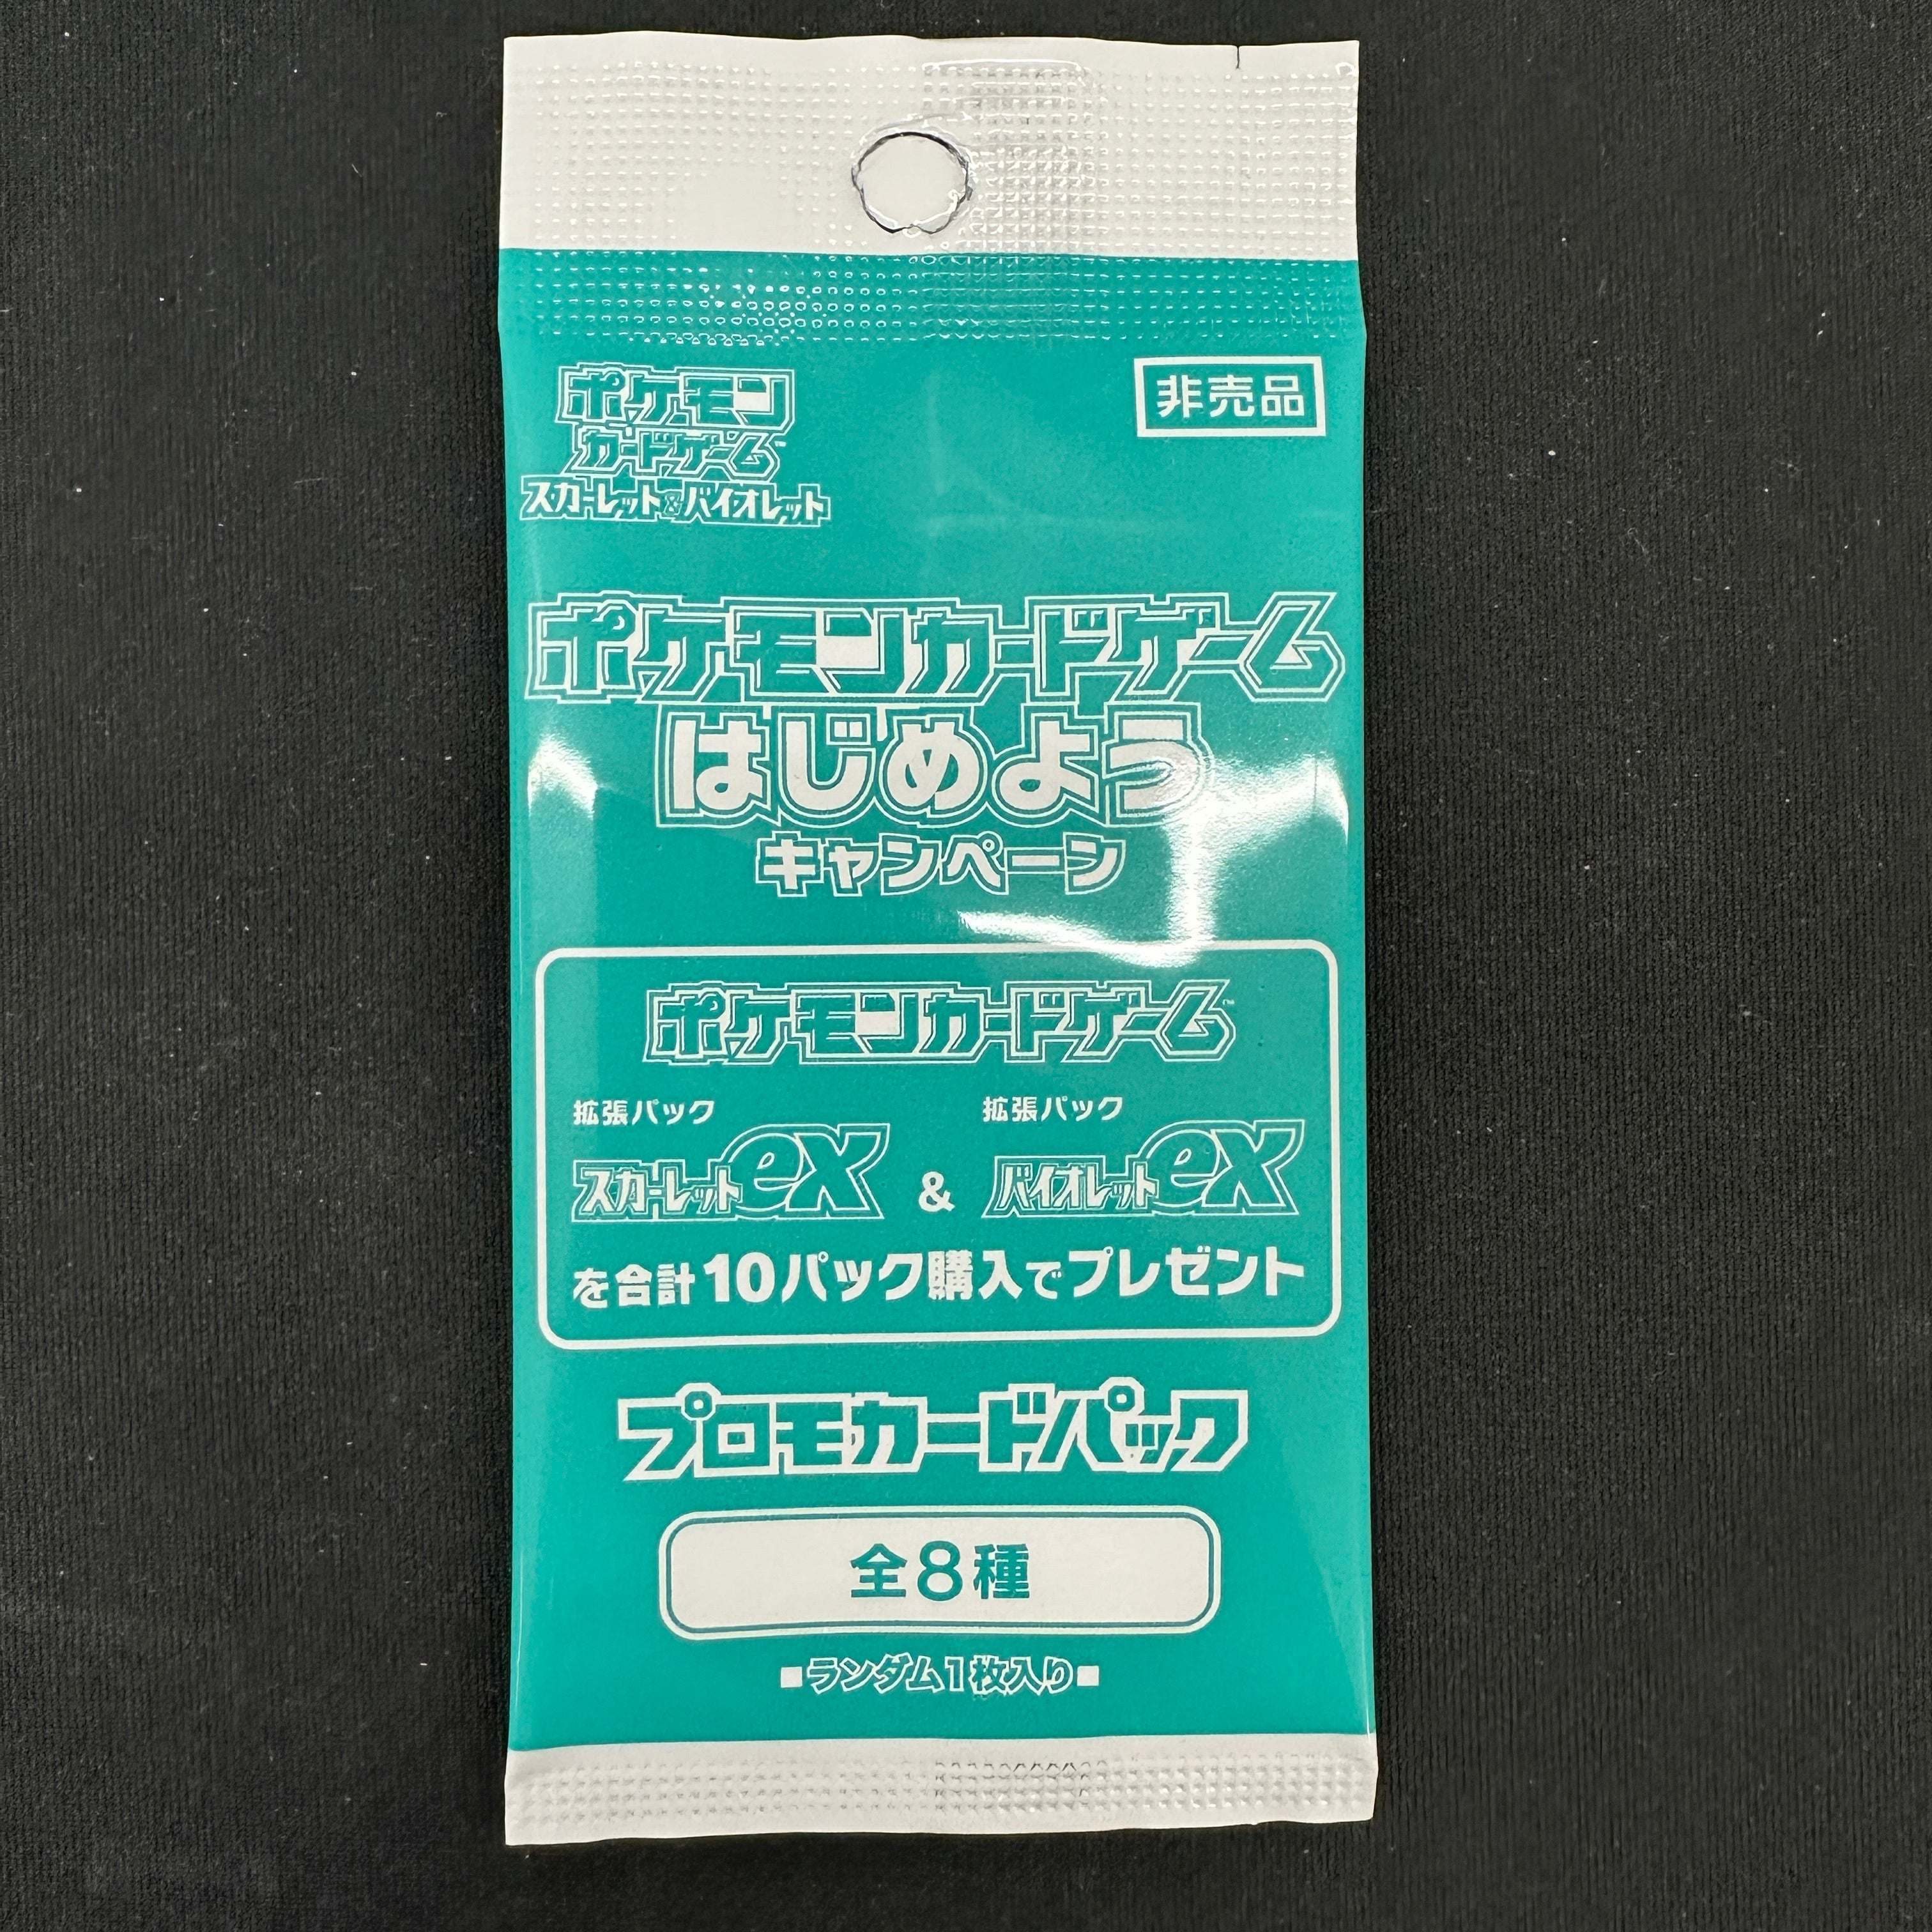 ポケモン
カードゲーム
スカーレット&バイオレット
非売品
ポケモンカードゲーム
はじめよう
キャンペーン
ポケモンカードゲーム™
拡張パック
スカーレットex
&
拡張パック
バイオレットex
を合計10パック購入でプレゼント
プロモカードパック
全8種
■ランダム1枚入り■